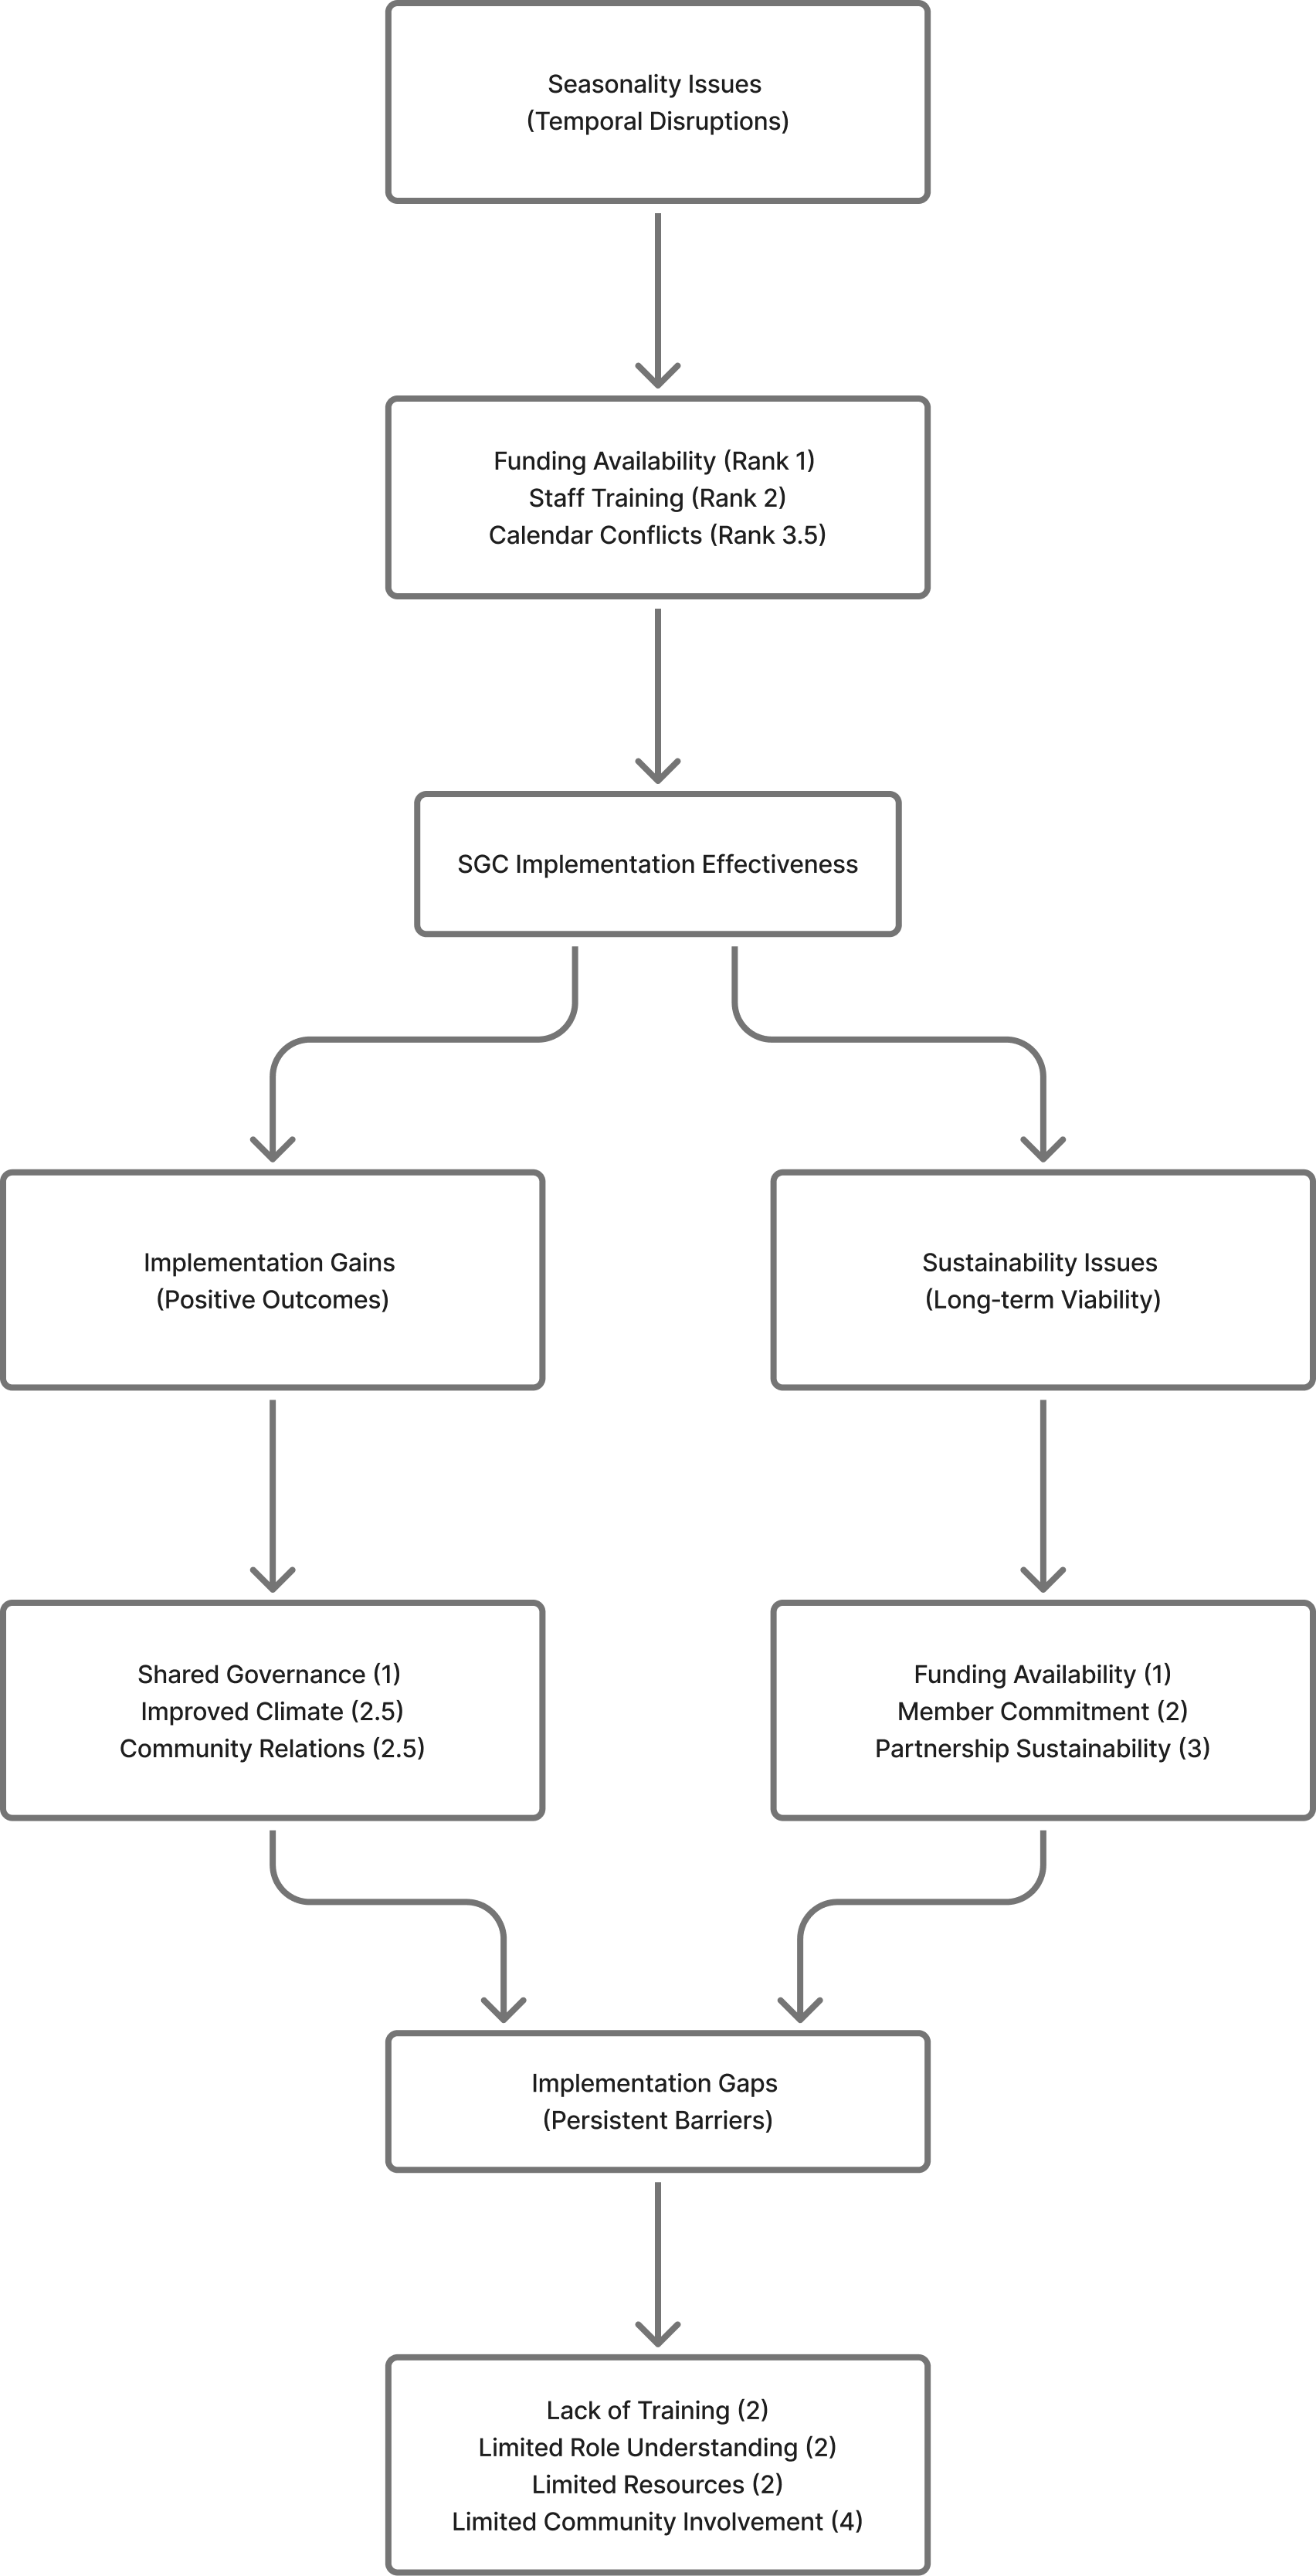 Seasonality Issues
(Temporal Disruptions)
Funding Availability (Rank 1)
Staff Training (Rank 2)
Calendar Conflicts (Rank 3.5)
SGC Implementation Effectiveness
Implementation Gains
(Positive Outcomes)
Sustainability Issues
(Long-term Viability)
Shared Governance (1)
Improved Climate (2.5)
Community Relations (2.5)
Funding Availability (1)
Member Commitment (2)
Partnership Sustainability (3)
Implementation Gaps
(Persistent Barriers)
Lack of Training (2)
Limited Role Understanding (2)
Limited Resources (2)
Limited Community Involvement (4)